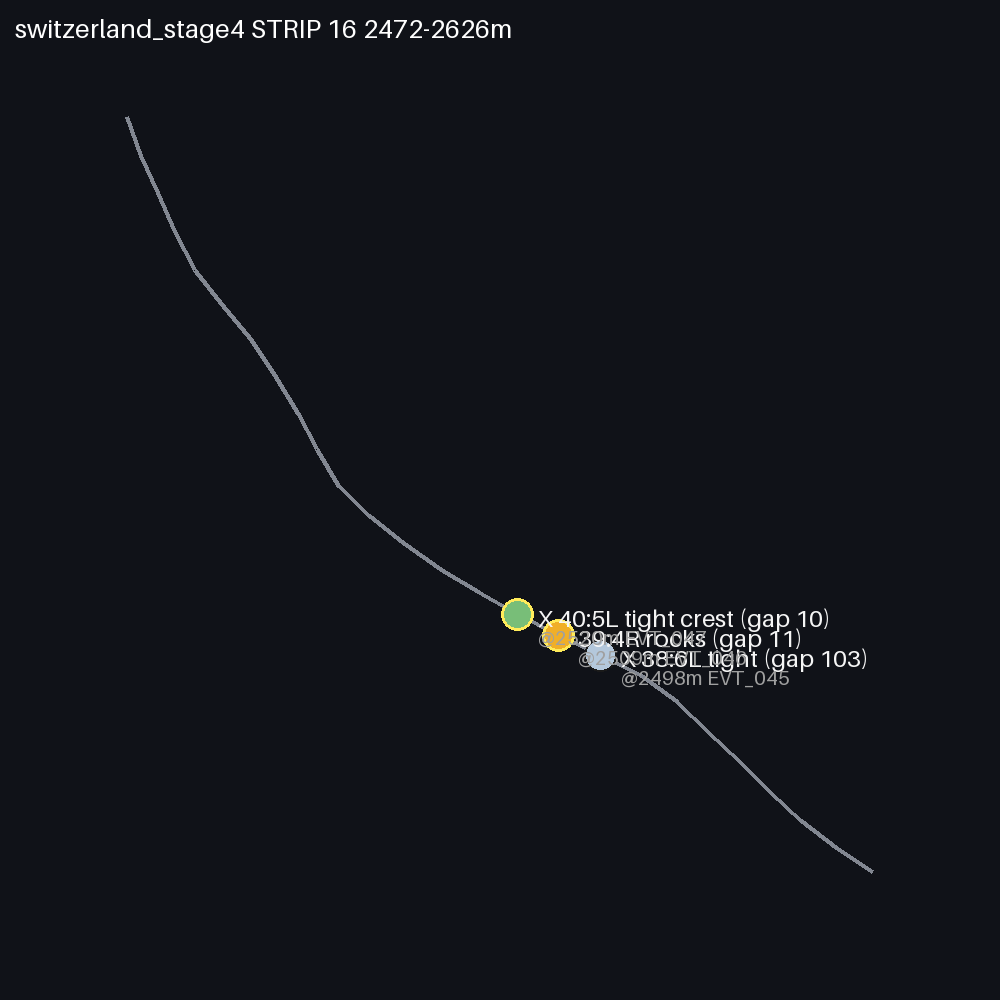 switzerland_stage4 STRIP 16 2472-2626m
X 40:5L tight crest (gap 10)
39:4R rocks (gap 11)
X 38:6L tight (gap 103)
@2498m EVT_045